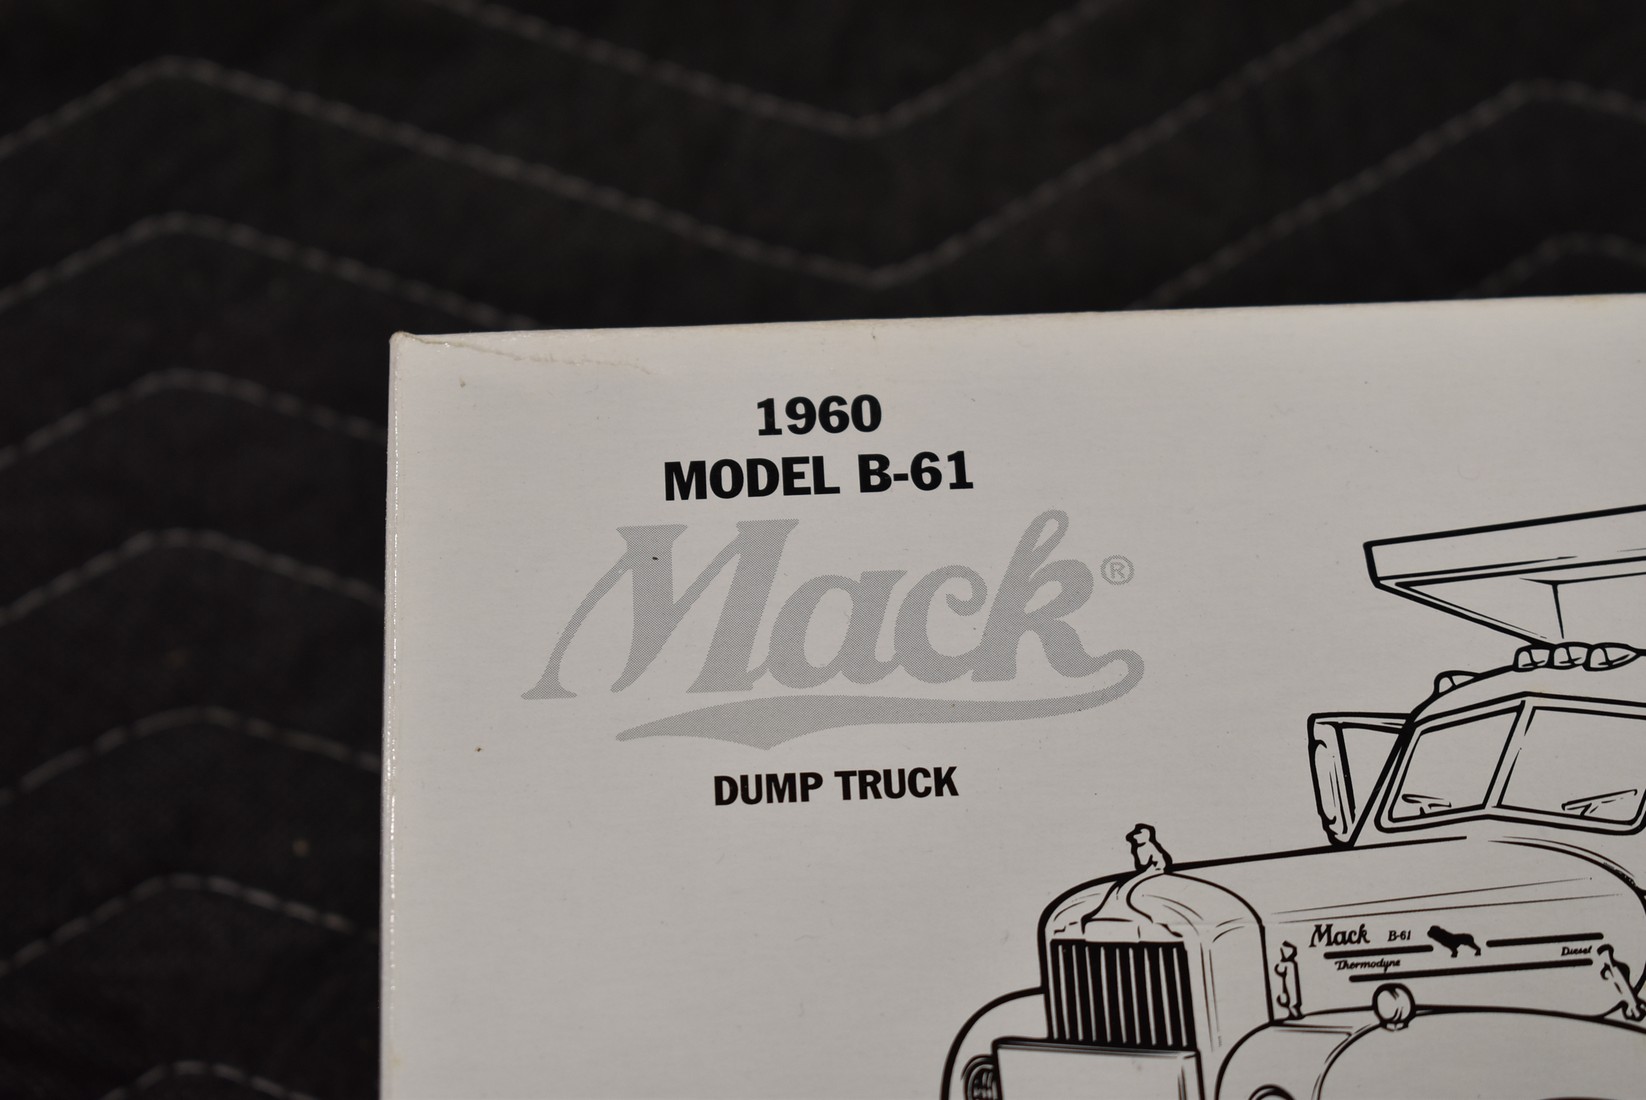 1960
MODEL B-61
Mack®
DUMP TRUCK
Mack B-61
Thermodyne
Diesel